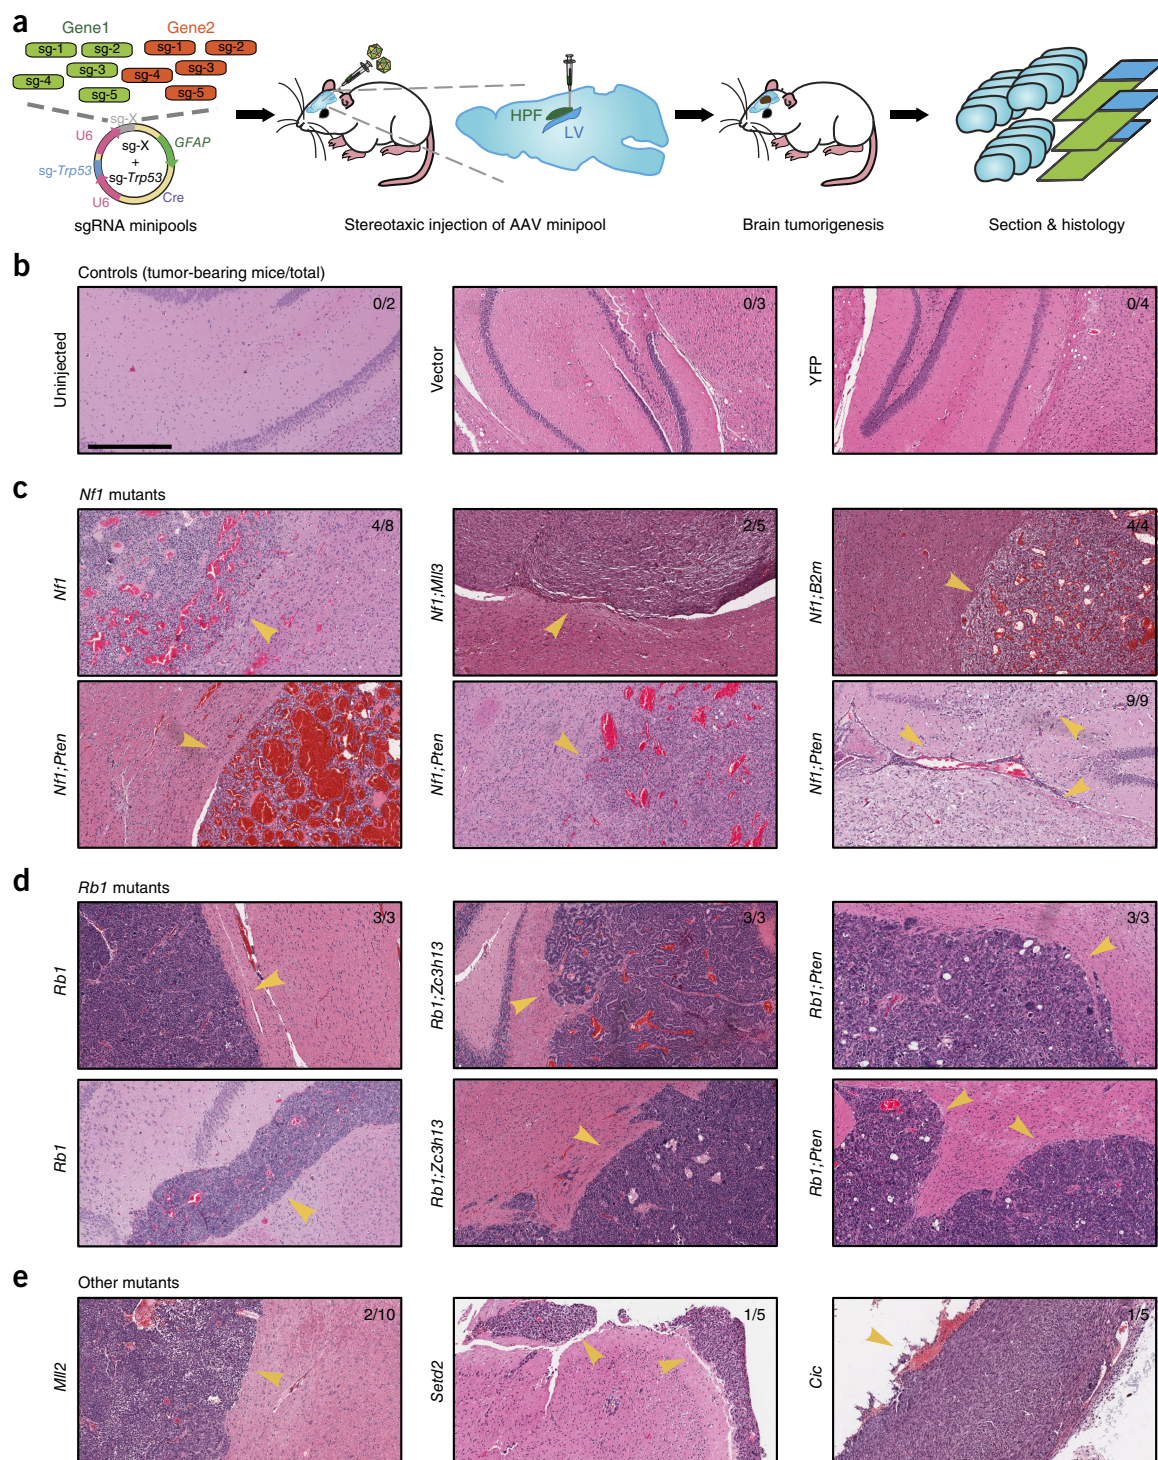 a
Gene1 Gene2
sg-1 sg-2 sg-1 sg-2
sg-4 sg-3 sg-4 sg-3
sg-5 sg-5
sg-X
U6 GFAP
sg-X
+
sg-Trp53
sg-Trp53
U6 Cre
sgRNA minipools
HPF
LV
Stereotaxic injection of AAV minipool
Brain tumorigenesis
Section & histology
b
Controls (tumor-bearing mice/total)
Uninjected 0/2
Vector 0/3
YFP 0/4
c
Nf1 mutants
Nf1 4/8
Nf1;Mll3 2/5
Nf1;B2m 4/4
Nf1;Pten
Nf1;Pten
Nf1;Pten 9/9
d
Rb1 mutants
Rb1 3/3
Rb1;Zc3h13 3/3
Rb1;Pten 3/3
Rb1
Rb1;Zc3h13
Rb1;Pten
e
Other mutants
Mll2 2/10
Setd2 1/5
Cic 1/5